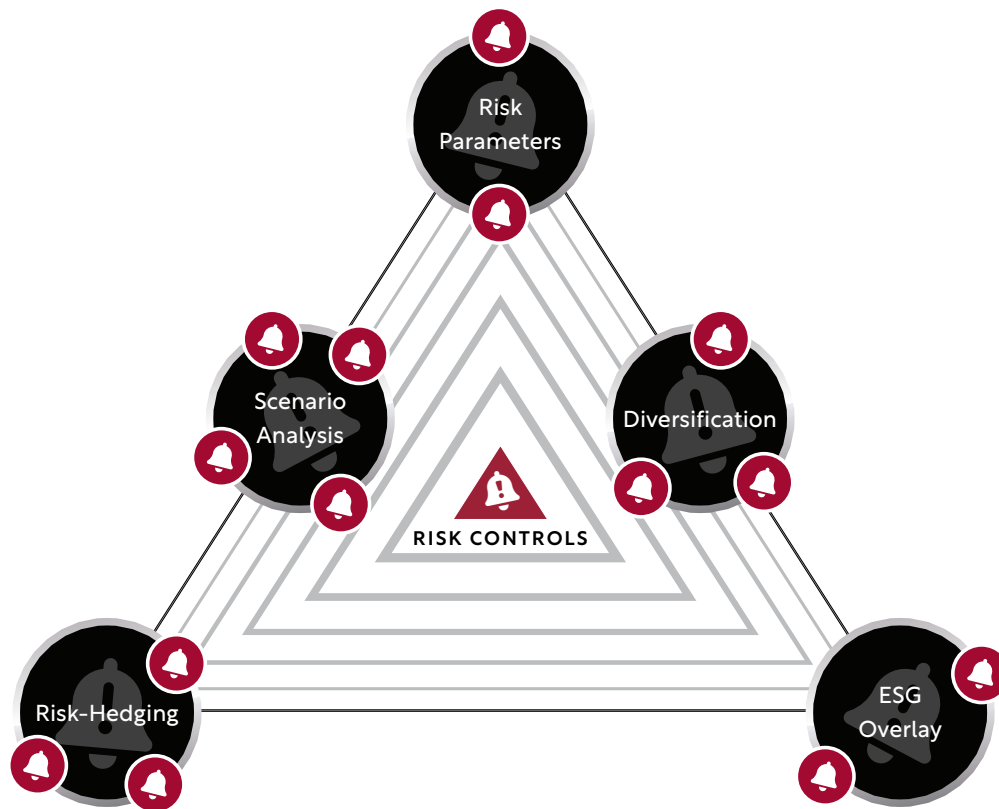 Risk
Parameters
Scenario
Analysis
Diversification
RISK CONTROLS
Risk-Hedging
ESG
Overlay